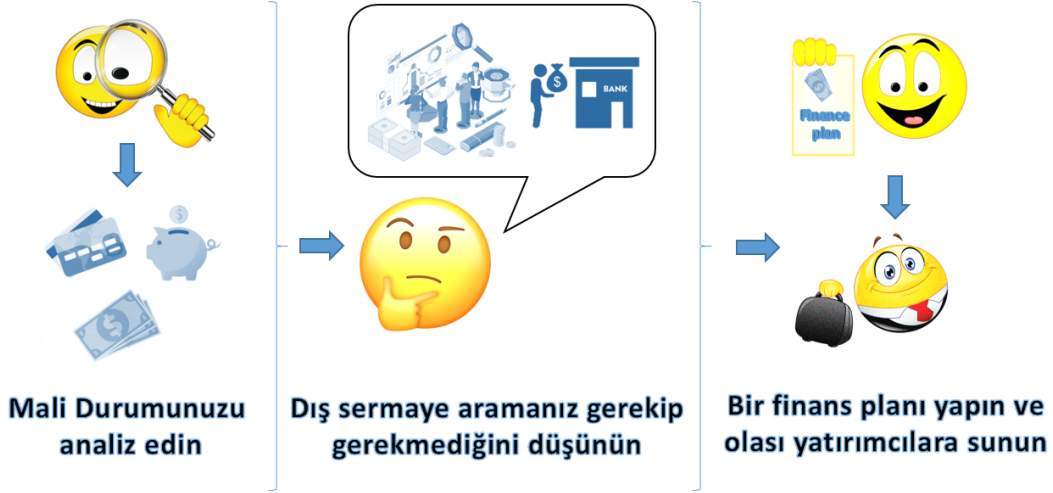 BANK
Finance
plan
Mali Durumunuzu
analiz edin
Dış sermaye aramanız gerekip
gerekmediğini düşünün
Bir finans planı yapın ve
olası yatırımcılara sunun